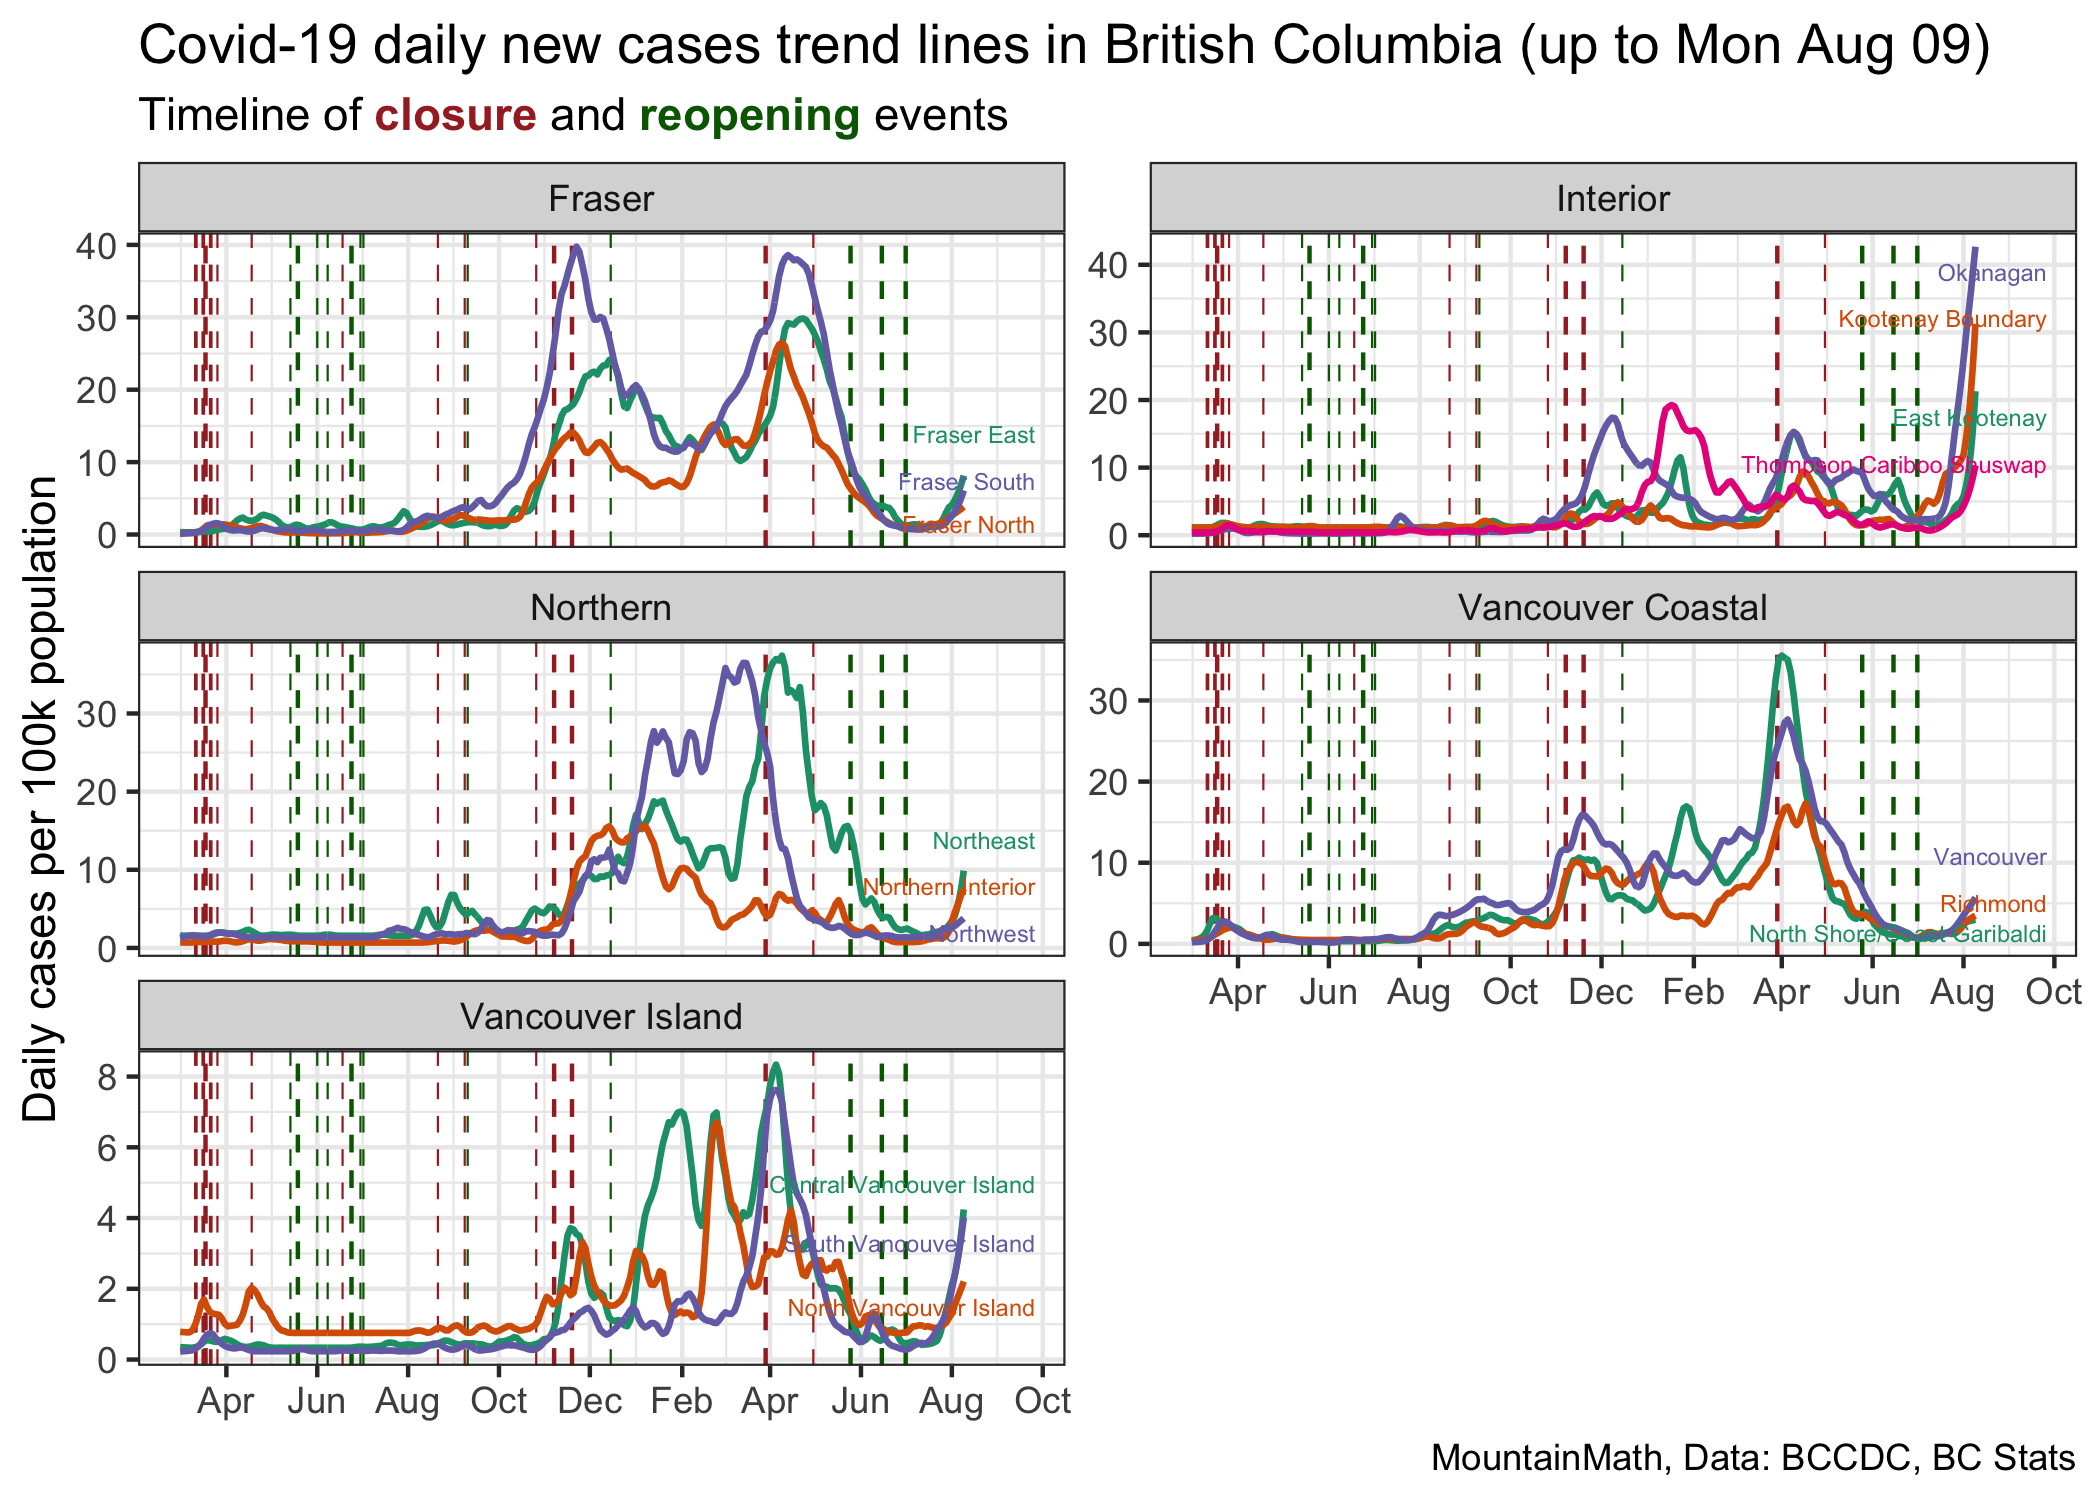 Covid-19 daily new cases trend lines in British Columbia (up to Mon Aug 09)
Timeline of closure and reopening events
Daily cases per 100k population
Fraser
40
30
20
10
0
Fraser East
Fraser South
Fraser North
Interior
40
30
20
10
0
Okanagan
Kootenay Boundary
East Kootenay
Thompson Cariboo Shuswap
Northern
30
20
10
0
Northeast
Northern Interior
Northwest
Vancouver Coastal
30
20
10
0
Vancouver
Richmond
North Shore/Coast Garibaldi
Apr Jun Aug Oct Dec Feb Apr Jun Aug Oct
Vancouver Island
8
6
4
2
0
Central Vancouver Island
South Vancouver Island
North Vancouver Island
Apr Jun Aug Oct Dec Feb Apr Jun Aug Oct
MountainMath, Data: BCCDC, BC Stats